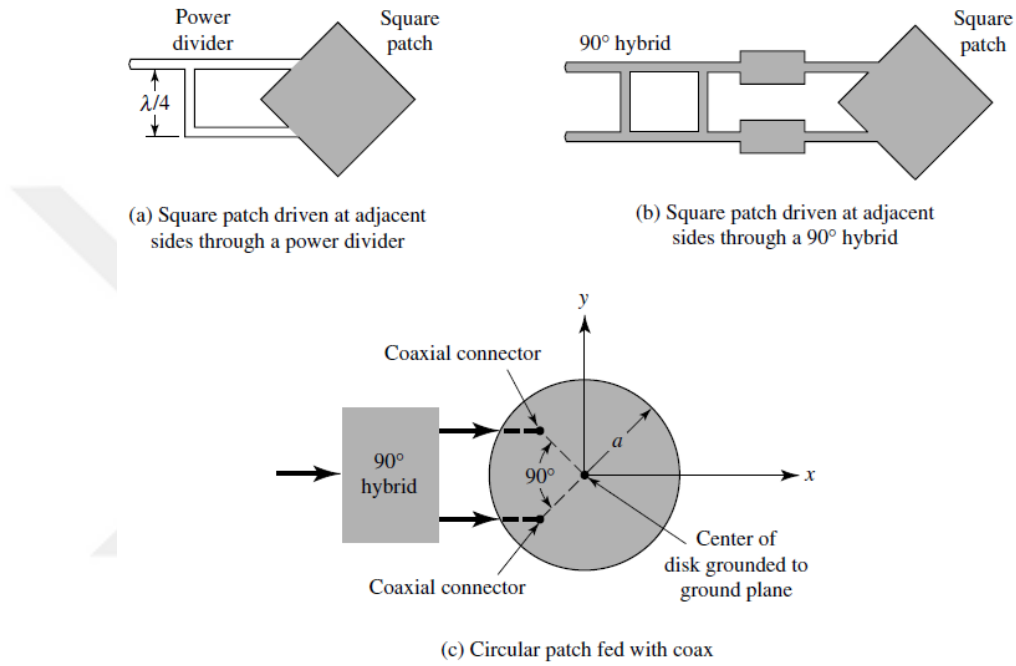 Power
divider
Square
patch
λ/4
(a) Square patch driven at adjacent
sides through a power divider
90° hybrid
Square
patch
(b) Square patch driven at adjacent
sides through a 90° hybrid
y
Coaxial connector
90°
hybrid
90°
a
x
Coaxial connector
Center of
disk grounded to
ground plane
(c) Circular patch fed with coax